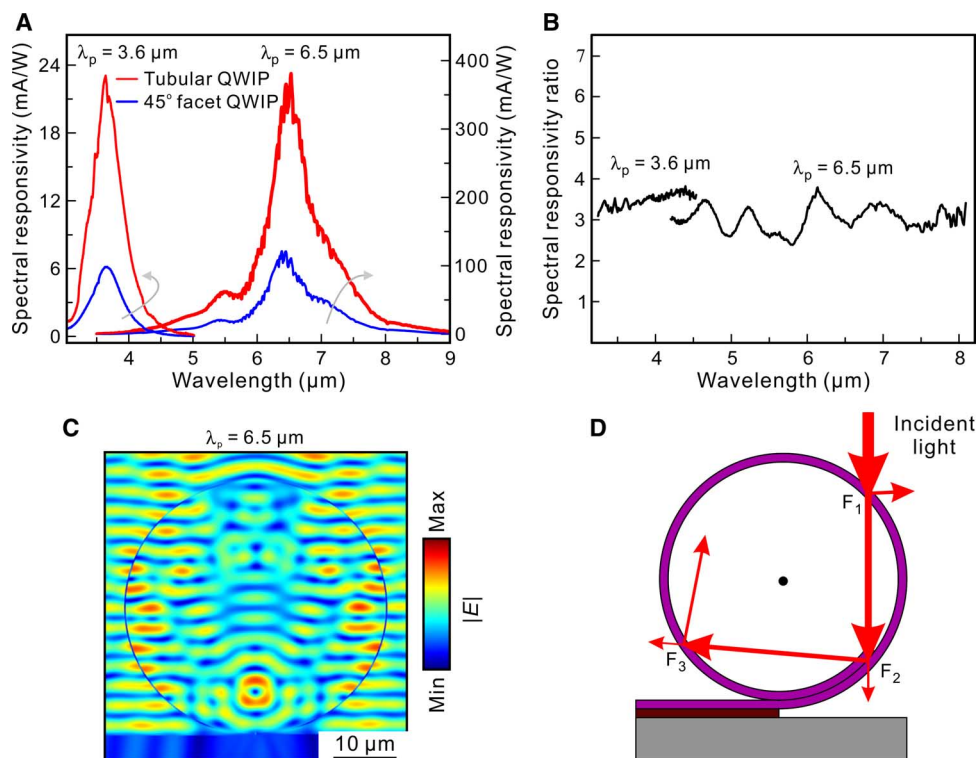 A
λp = 3.6 µm
λp = 6.5 µm
Tubular QWIP
45° facet QWIP
Spectral responsivity (mA/W)
24
18
12
6
0
400
300
200
100
0
Spectral responsivity (mA/W)
4 5 6 7 8 9
Wavelength (µm)
B
Spectral responsivity ratio
7
6
5
4
3
2
1
λp = 3.6 µm
λp = 6.5 µm
4 5 6 7 8
Wavelength (µm)
C
λp = 6.5 µm
Max
|E|
Min
10 µm
D
Incident
light
F1
F2
F3